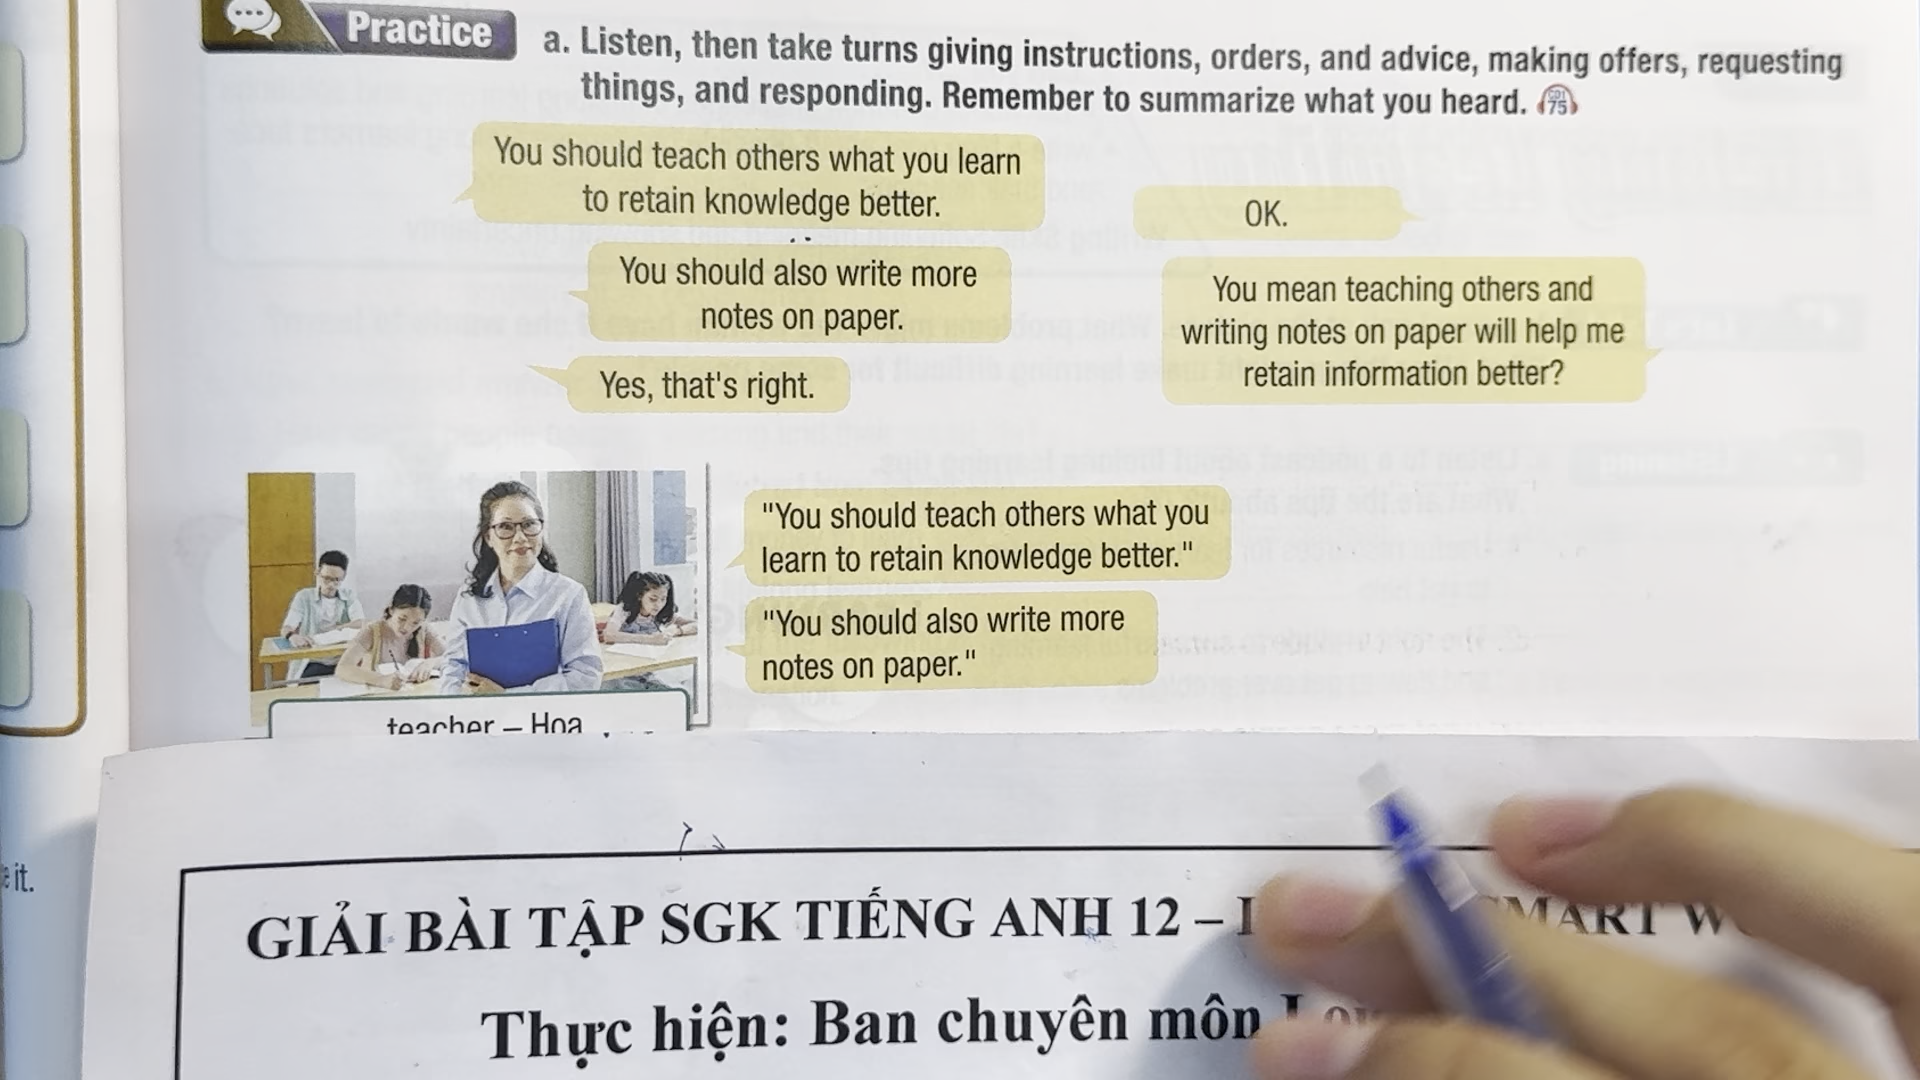 Practice
a. Listen, then take turns giving instructions, orders, and advice, making offers, requesting
things, and responding. Remember to summarize what you heard.
CD1
75
You should teach others what you learn
to retain knowledge better.
OK.
You should also write more
notes on paper.
You mean teaching others and
writing notes on paper will help me
retain information better?
Yes, that's right.
"You should teach others what you
learn to retain knowledge better."
"You should also write more
notes on paper."
teacher – Hoa
it.
GIẢI BÀI TẬP SGK TIẾNG ANH 12 –
Thực hiện: Ban chuyên môn